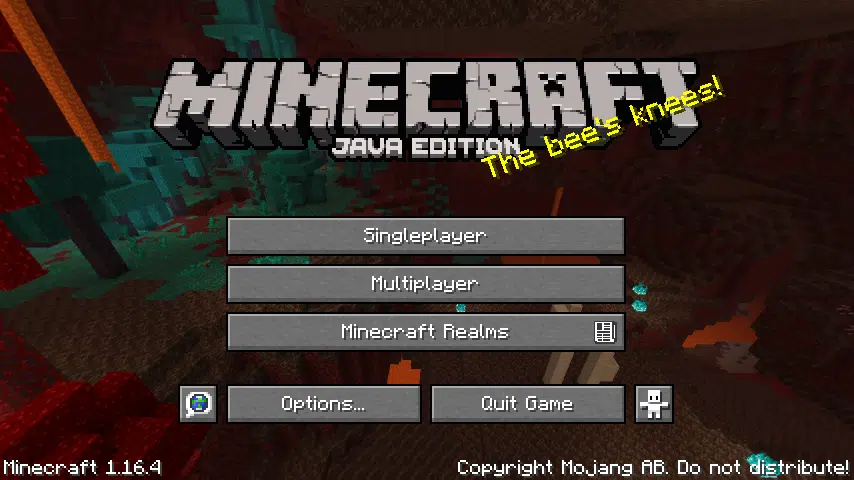 MINECRAFT
JAVA EDITION
The bee's knees!
Singleplayer
Multiplayer
Minecraft Realms
Options...
Quit Game
Minecraft 1.16.4
Copyright Mojang AB. Do not distribute!